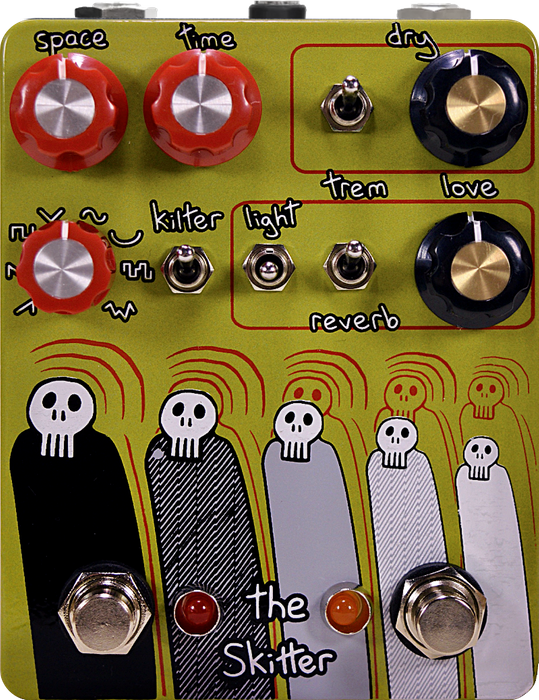 space
time
dry
trem
love
kilter
light
reverb
the
Skitter